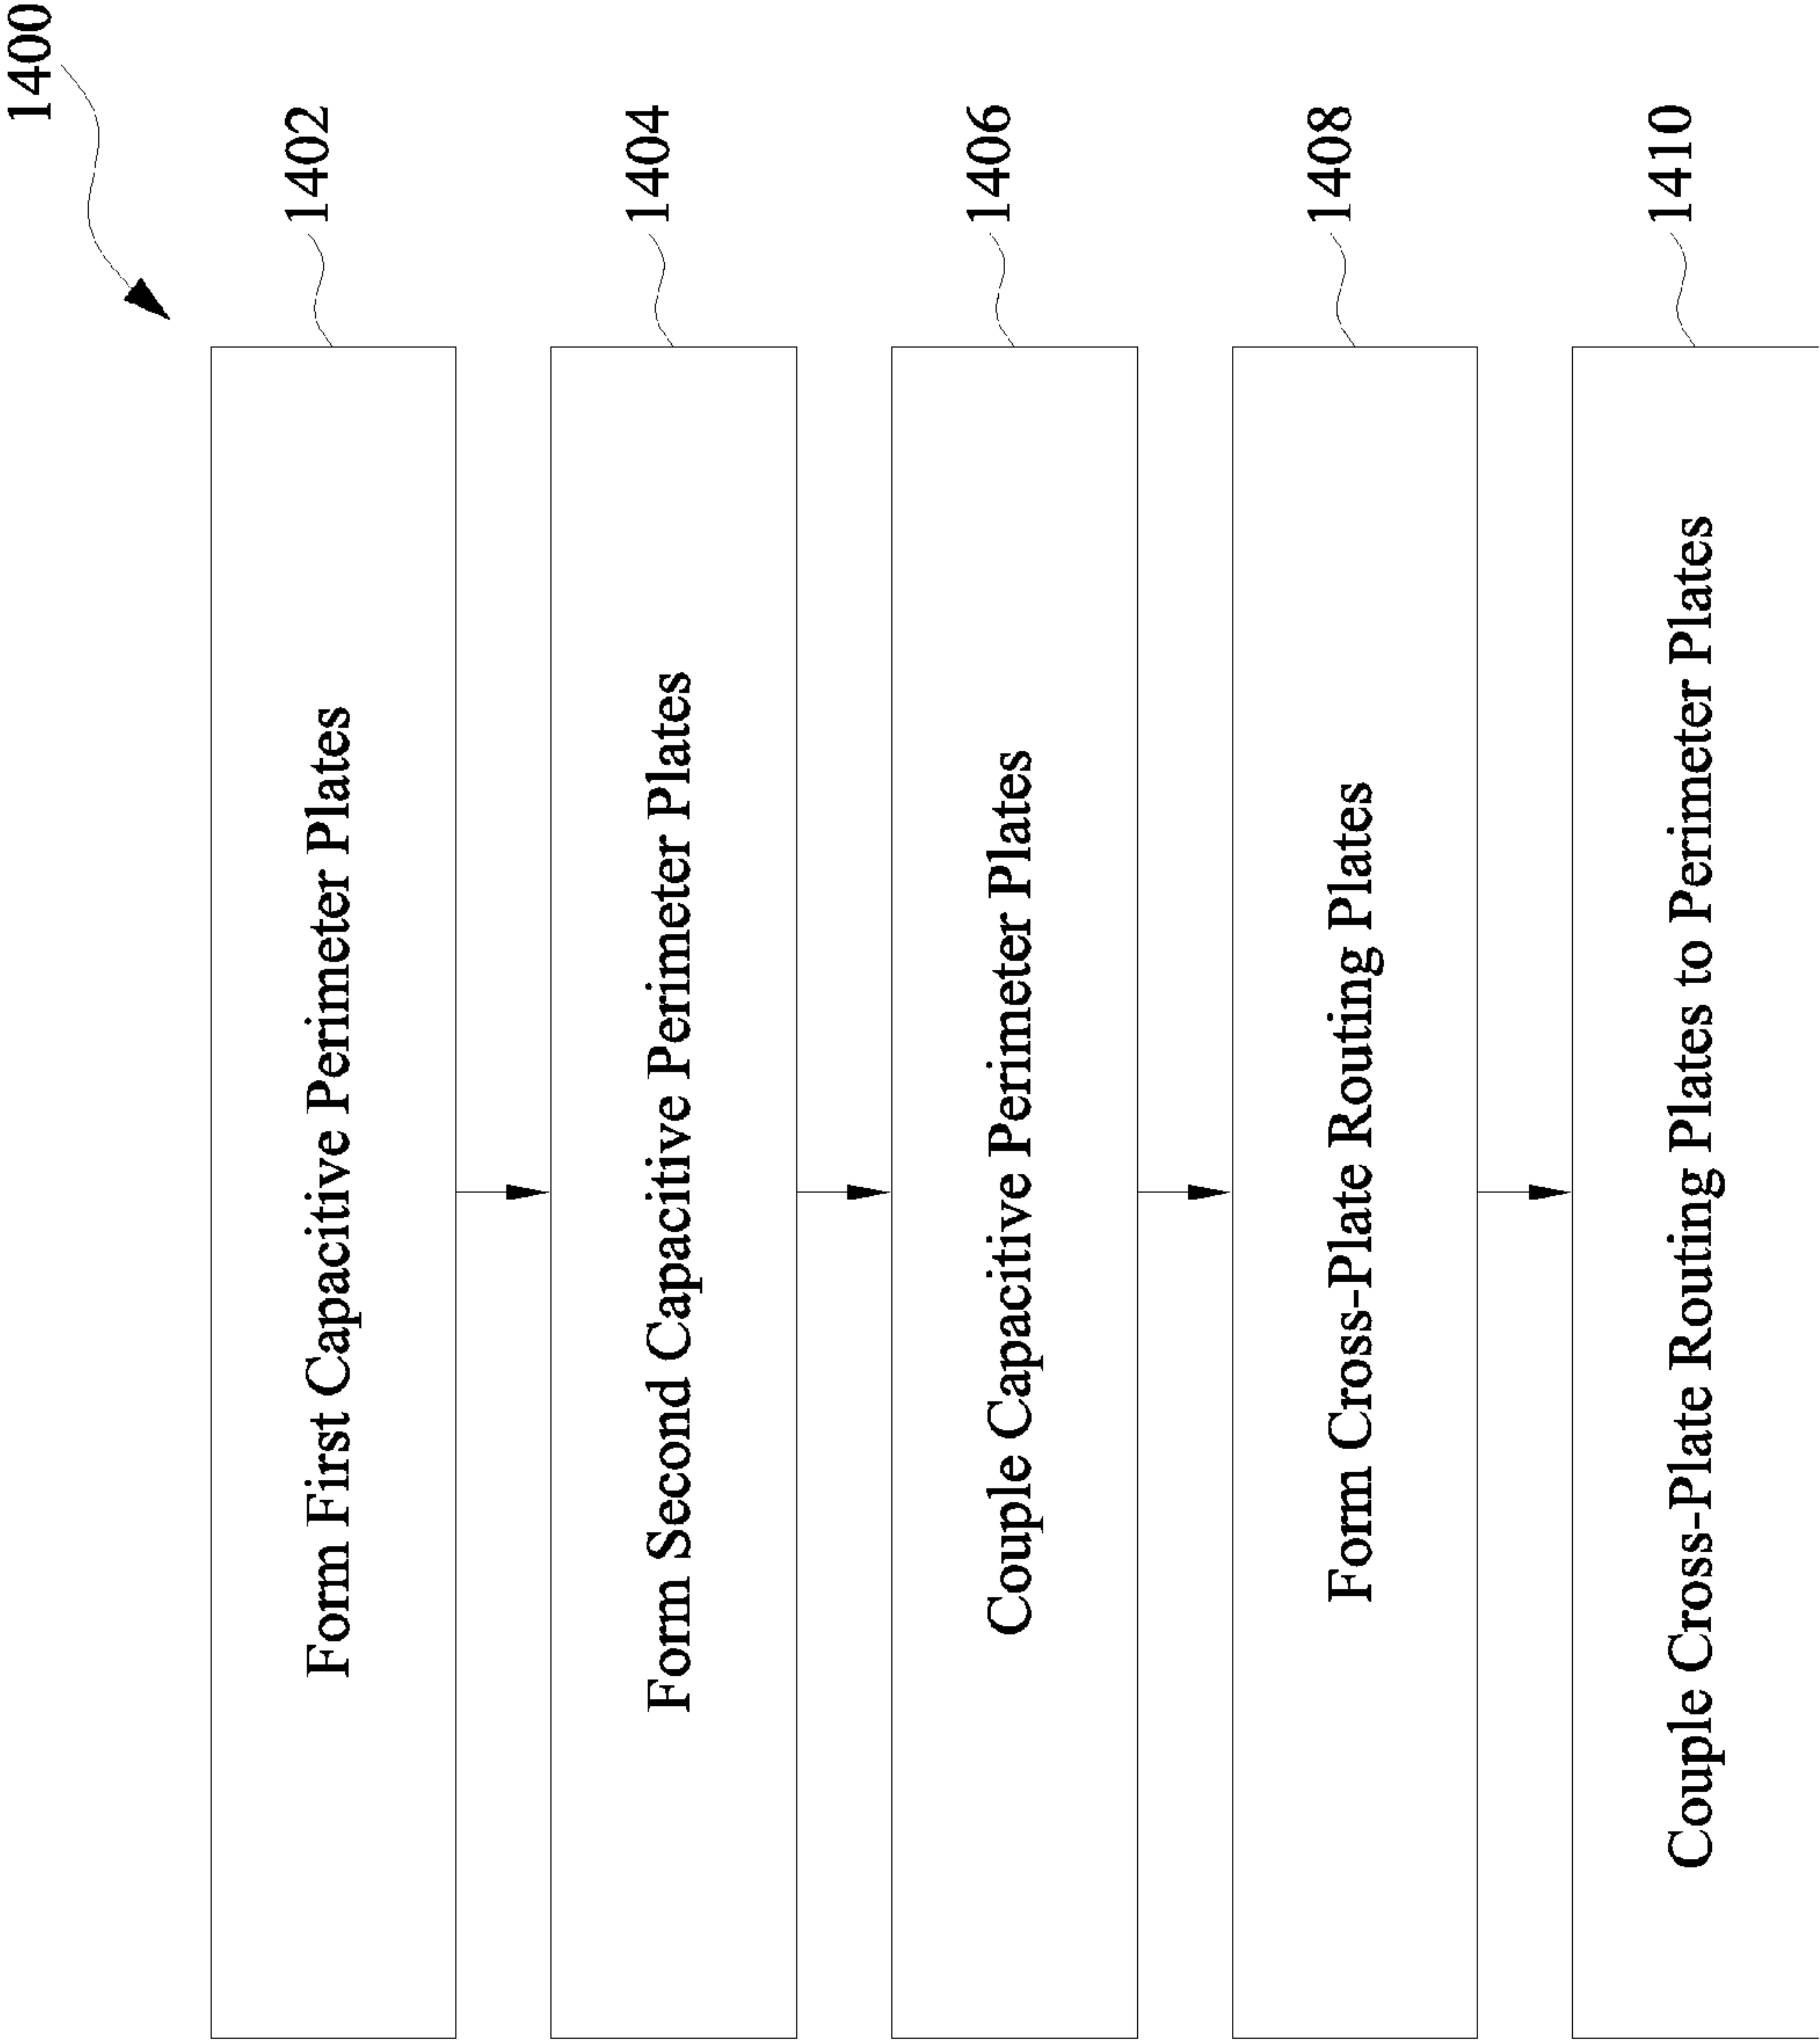 1400
Form First Capacitive Perimeter Plates
1402
Form Second Capacitive Perimeter Plates
1404
Couple Capacitive Perimeter Plates
1406
Form Cross-Plate Routing Plates
1408
Couple Cross-Plate Routing Plates to Perimeter Plates
1410